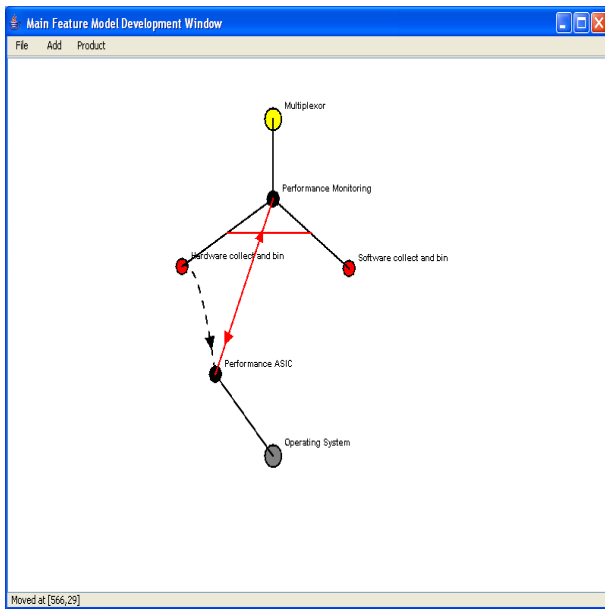 Main Feature Model Development Window
File Add Product
Multiplexor
Performance Monitoring
Hardware collect and bin
Software collect and bin
Performance ASIC
Operating System
Moved at [566,29]